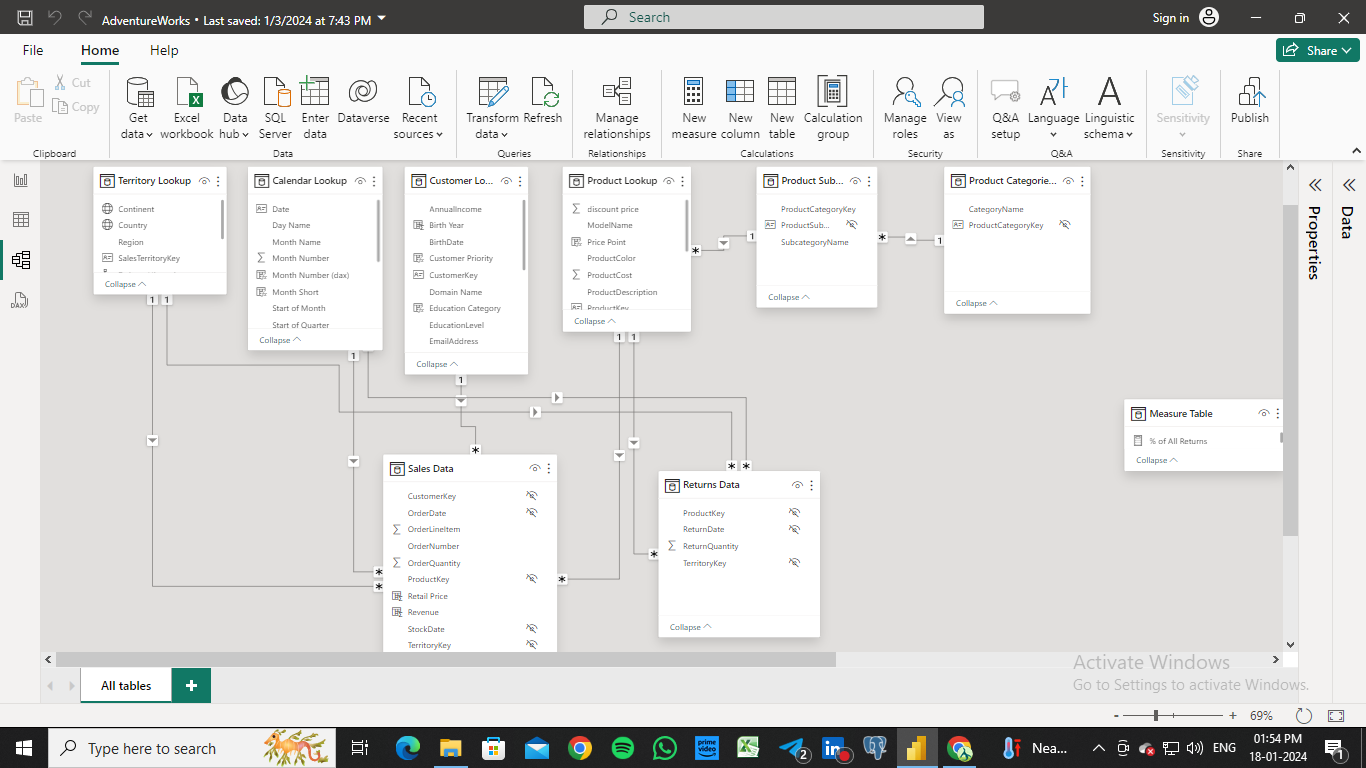 AdventureWorks • Last saved: 1/3/2024 at 7:43 PM
Search
Sign in
File
Home
Help
Share
Paste
Cut
Copy
Get data
Excel workbook
Data hub
SQL Server
Enter data
Dataverse
Recent sources
Transform data
Refresh
Manage relationships
New measure
New column
New table
Calculation group
Manage roles
View as
Q&A setup
Language
Linguistic schema
Sensitivity
Publish
Clipboard
Data
Queries
Relationships
Calculations
Security
Q&A
Sensitivity
Share
Territory Lookup
Continent
Country
Region
SalesTerritoryKey
Collapse
1
1
Calendar Lookup
Date
Day Name
Month Name
Month Number
Month Number (dax)
Month Short
Start of Month
Start of Quarter
Collapse
1
Customer Lo...
AnnualIncome
Birth Year
BirthDate
Customer Priority
CustomerKey
Domain Name
Education Category
EducationLevel
EmailAddress
Collapse
1
*
Product Lookup
discount price
ModelName
Price Point
ProductColor
ProductCost
ProductDescription
ProductKey
Collapse
1
1
*
1
Product Sub...
ProductCategoryKey
ProductSub...
SubcategoryName
Collapse
*
1
Product Categorie...
CategoryName
ProductCategoryKey
Collapse
Measure Table
% of All Returns
Collapse
Sales Data
CustomerKey
OrderDate
OrderLineItem
OrderNumber
OrderQuantity
ProductKey
Retail Price
Revenue
StockDate
TerritoryKey
*
*
*
* *
*
Returns Data
ProductKey
ReturnDate
ReturnQuantity
TerritoryKey
Collapse
Properties
Data
DAX
All tables
+
Activate Windows
Go to Settings to activate Windows.
- + 69%
Type here to search
prime video
2
Nea...
ENG
01:54 PM
18-01-2024
1